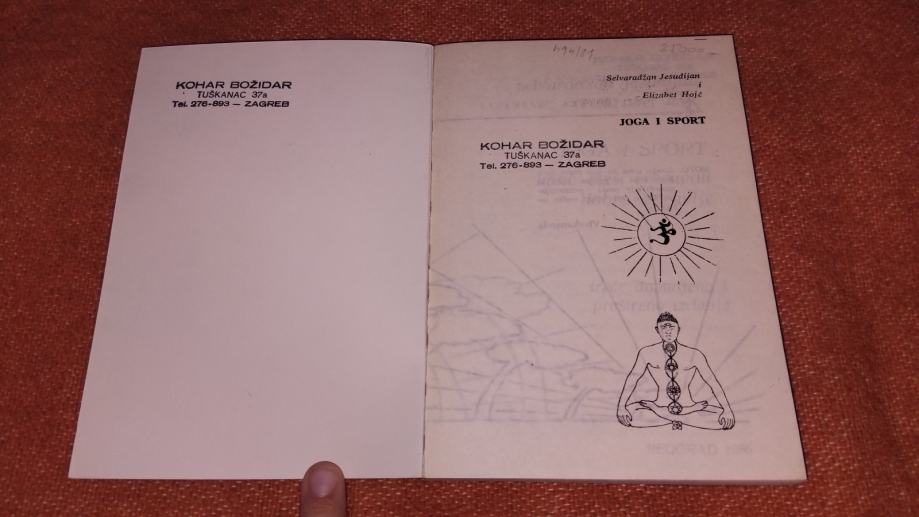 KOHAR BOŽIDAR
TUŠKANAC 37a
Tel. 276-893 — ZAGREB
Selvaradžan Jesudijan
i
Elizabet Hojč
JOGA I SPORT
KOHAR BOŽIDAR
TUŠKANAC 37a
Tel. 276-893 — ZAGREB